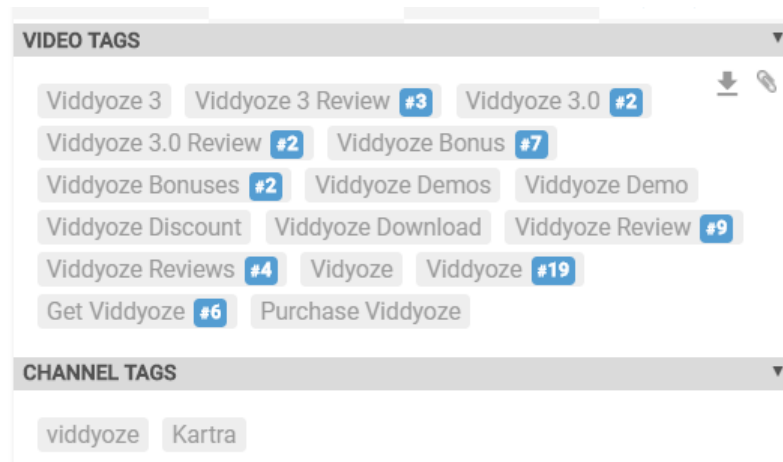 VIDEO TAGS
Viddyoze 3 Viddyoze 3 Review #3 Viddyoze 3.0 #2
Viddyoze 3.0 Review #2 Viddyoze Bonus #7
Viddyoze Bonuses #2 Viddyoze Demos Viddyoze Demo
Viddyoze Discount Viddyoze Download Viddyoze Review #9
Viddyoze Reviews #4 Vidyoze Viddyoze #19
Get Viddyoze #6 Purchase Viddyoze
CHANNEL TAGS
viddyoze Kartra